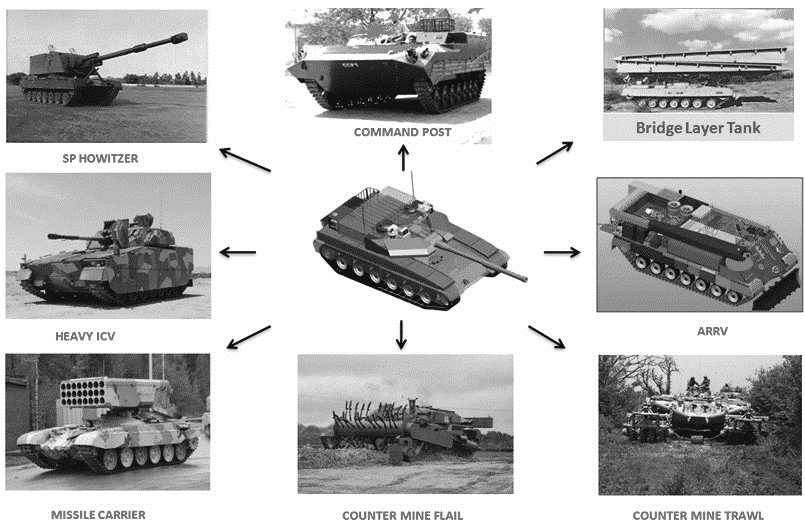 COMMAND POST
Bridge Layer Tank
SP HOWITZER
HEAVY ICV
ARRV
MISSILE CARRIER
COUNTER MINE FLAIL
COUNTER MINE TRAWL